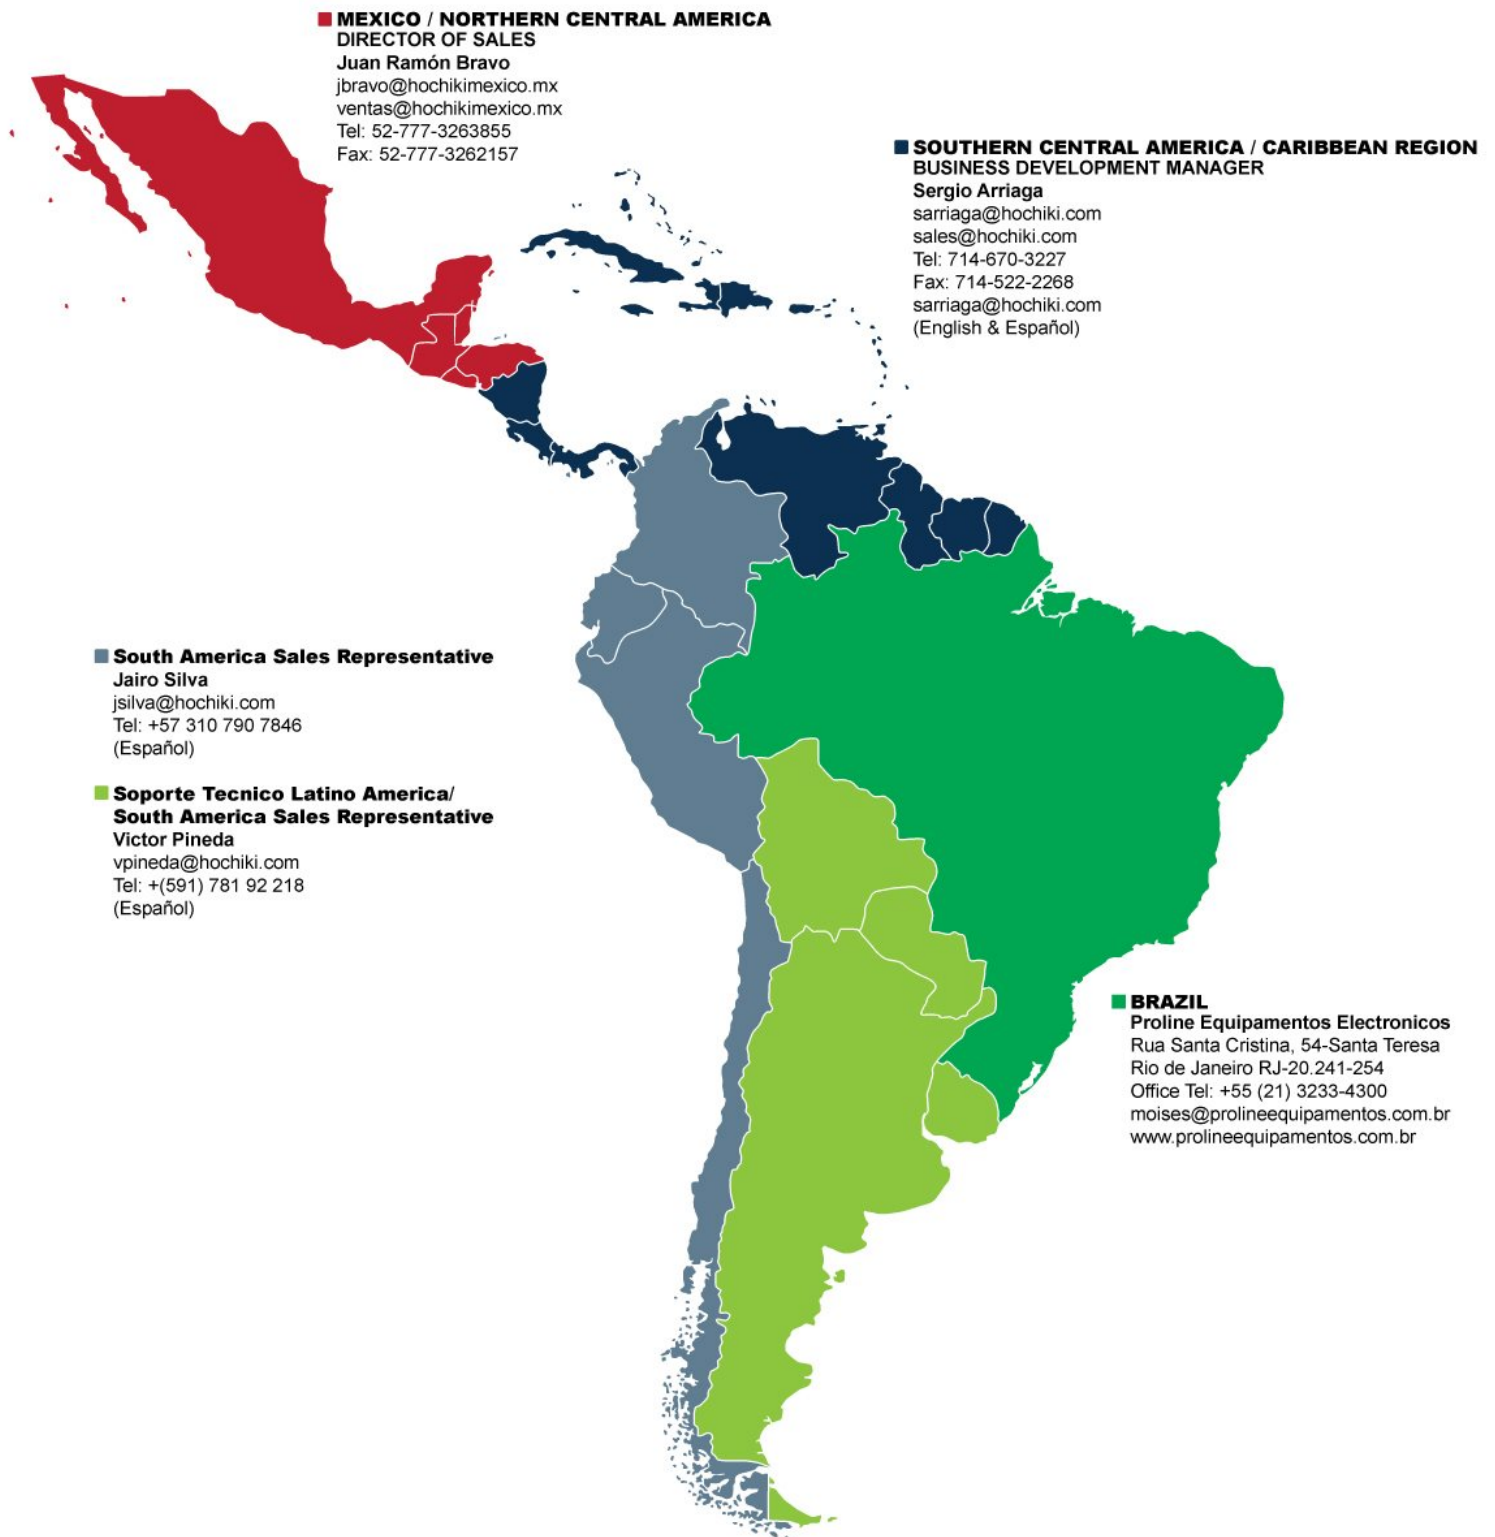 MEXICO / NORTHERN CENTRAL AMERICA
DIRECTOR OF SALES
Juan Ramón Bravo
jbravo@hochikimexico.mx
ventas@hochikimexico.mx
Tel: 52-777-3263855
Fax: 52-777-3262157
SOUTHERN CENTRAL AMERICA / CARIBBEAN REGION
BUSINESS DEVELOPMENT MANAGER
Sergio Arriaga
sarriaga@hochiki.com
sales@hochiki.com
Tel: 714-670-3227
Fax: 714-522-2268
sarriaga@hochiki.com
(English & Español)
South America Sales Representative
Jairo Silva
jsilva@hochiki.com
Tel: +57 310 790 7846
(Español)
Soporte Tecnico Latino America/
South America Sales Representative
Victor Pineda
vpineda@hochiki.com
Tel: +(591) 781 92 218
(Español)
BRAZIL
Proline Equipamentos Electronicos
Rua Santa Cristina, 54-Santa Teresa
Rio de Janeiro RJ-20.241-254
Office Tel: +55 (21) 3233-4300
moises@prolineequipamentos.com.br
www.prolineequipamentos.com.br